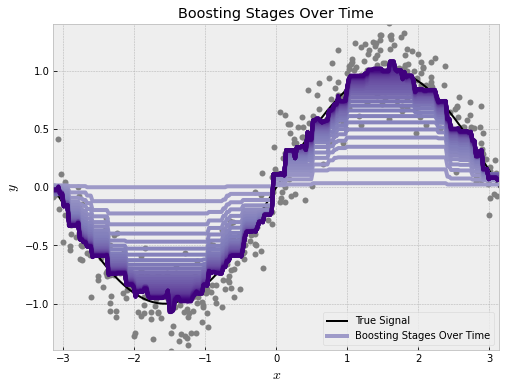 Boosting Stages Over Time
y
1.0
0.5
0.0
−0.5
−1.0
True Signal
Boosting Stages Over Time
−3 −2 −1 0 1 2 3
x